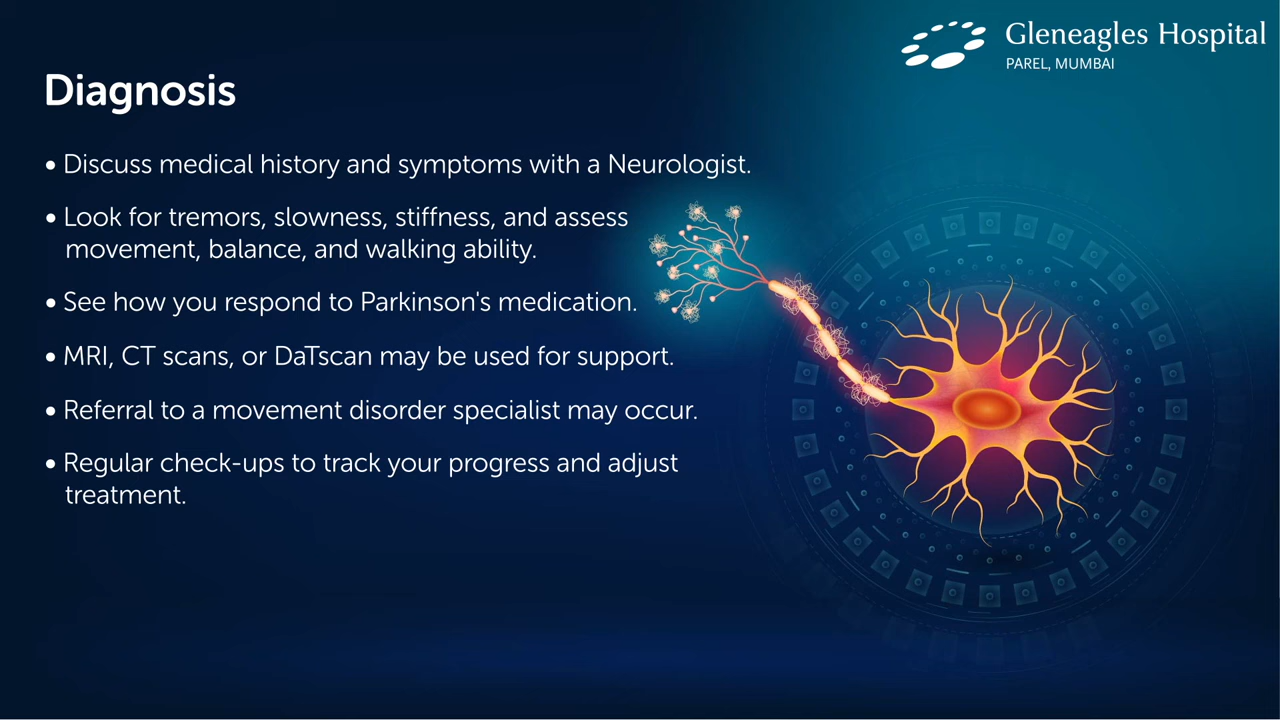 Gleneagles Hospital
PAREL, MUMBAI
Diagnosis
• Discuss medical history and symptoms with a Neurologist.
• Look for tremors, slowness, stiffness, and assess
movement, balance, and walking ability.
• See how you respond to Parkinson's medication.
• MRI, CT scans, or DaTscan may be used for support.
• Referral to a movement disorder specialist may occur.
• Regular check-ups to track your progress and adjust
treatment.